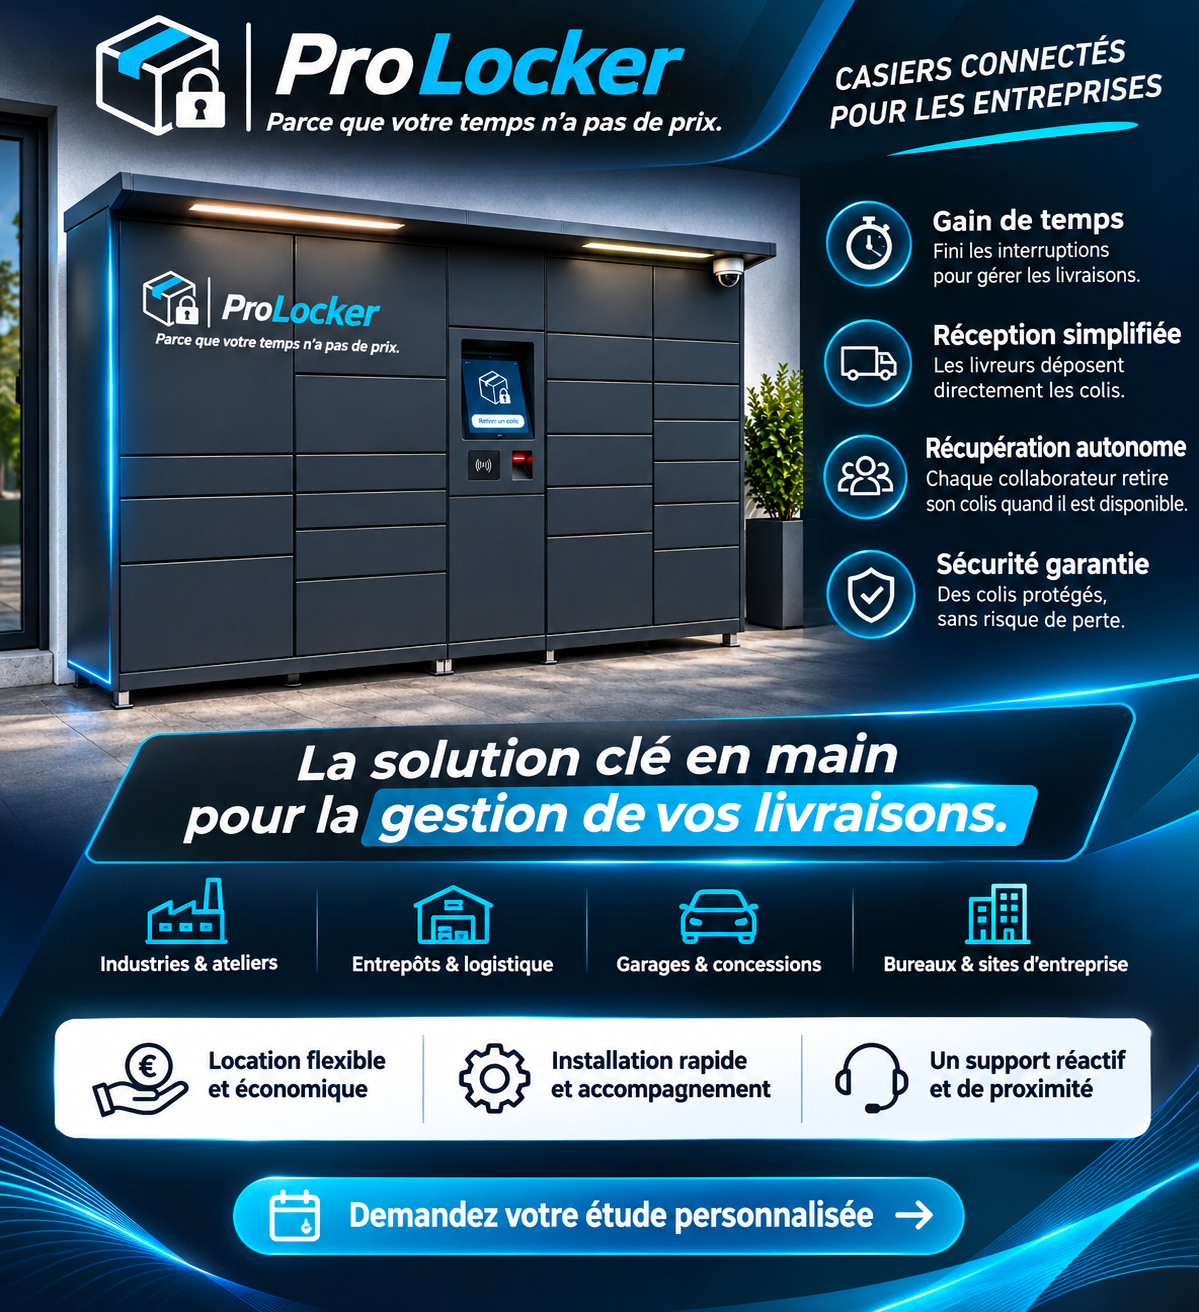 ProLocker
Parce que votre temps n'a pas de prix.
CASIERS CONNECTÉS
POUR LES ENTREPRISES
ProLocker
Parce que votre temps n'a pas de prix.
Retirer un colis
Gain de temps
Fini les interruptions
pour gérer les livraisons.
Réception simplifiée
Les livreurs déposent
directement les colis.
Récupération autonome
Chaque collaborateur retire
son colis quand il est disponible.
Sécurité garantie
Des colis protégés,
sans risque de perte.
La solution clé en main
pour la gestion de vos livraisons.
Industries & ateliers
Entrepôts & logistique
Garages & concessions
Bureaux & sites d'entreprise
€
Location flexible
et économique
Installation rapide
et accompagnement
Un support réactif
et de proximité
Demandez votre étude personnalisée